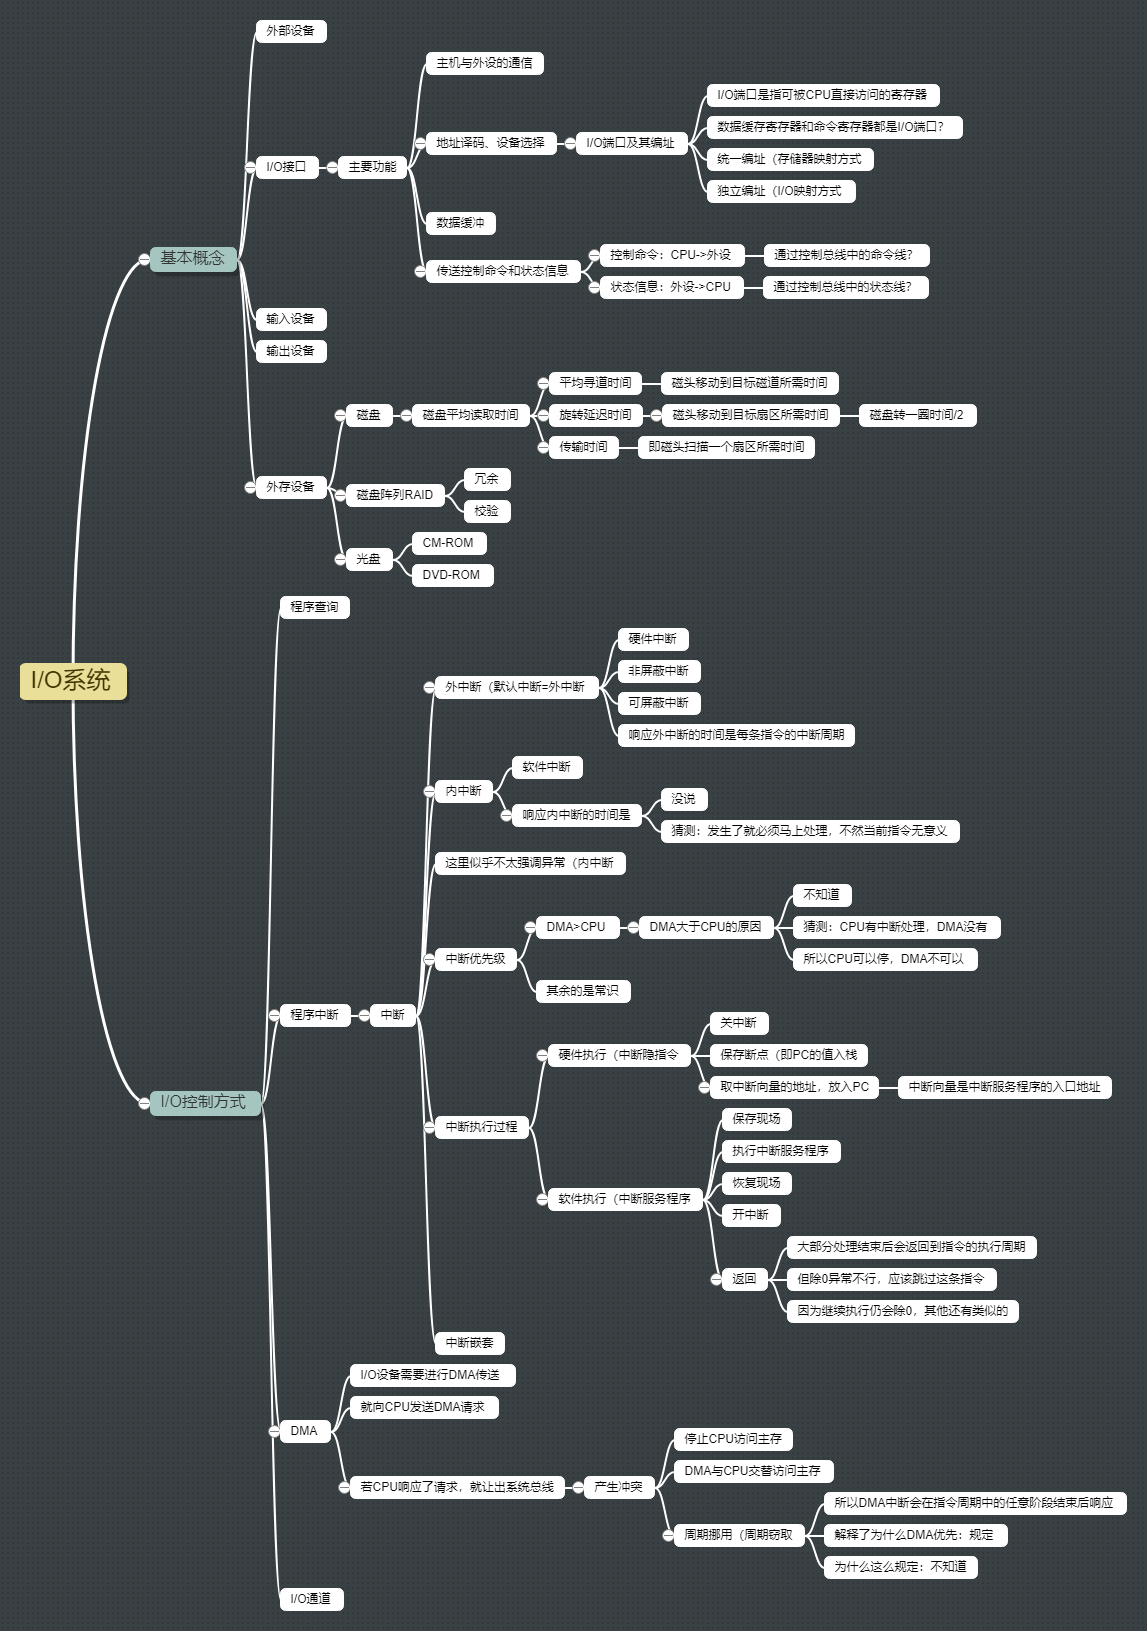 外部设备
主机与外设的通信
I/O端口是指可被CPU直接访问的寄存器
数据缓存寄存器和命令寄存器都是I/O端口?
地址译码、设备选择
I/O端口及其编址
统一编址（存储器映射方式
I/O接口
主要功能
独立编址（I/O映射方式
数据缓冲
基本概念
控制命令：CPU->外设
通过控制总线中的命令线?
传送控制命令和状态信息
状态信息：外设->CPU
通过控制总线中的状态线?
输入设备
输出设备
平均寻道时间
磁头移动到目标磁道所需时间
磁盘
磁盘平均读取时间
旋转延迟时间
磁头移动到目标扇区所需时间
磁盘转一圆时间/2
传输时间
即磁头扫描一个扇区所需时间
外存设备
磁盘阵列RAID
冗余
校验
光盘
CM-ROM
DVD-ROM
程序查询
I/O系统
硬件中断
外中断（默认中断=外中断
非屏蔽中断
可屏蔽中断
响应外中断的时间是每条指令的中断周期
内中断
软件中断
响应内中断的时间是
没说
猜测：发生了就必须马上处理，不然当前指令无意义
这里似乎不太强调异常（内中断
不知道
DMA>CPU
DMA大于CPU的原因
猜测：CPU有中断处理，DMA没有
中断优先级
所以CPU可以停，DMA不可以
其余的是常识
程序中断
中断
关中断
硬件执行（中断隐指令
保存断点（即PC的值入栈
取中断向量的地址，放入PC
中断向量是中断服务程序的入口地址
I/O控制方式
中断执行过程
保存现场
执行中断服务程序
软件执行（中断服务程序
恢复现场
开中断
大部分处理结束后会返回到指令的执行周期
返回
但除0异常不行，应该跳过这条指令
因为继续执行仍会除0，其他还有类似的
中断嵌套
I/O设备需要进行DMA传送
就向CPU发送DMA请求
DMA
停止CPU访问主存
若CPU响应了请求，就让出系统总线
产生冲突
DMA与CPU交替访问主存
所以DMA中断会在指令周期中的任意阶段结束后响应
周期挪用（周期窃取
解释了为什么DMA优先：规定
为什么这么规定：不知道
I/O通道